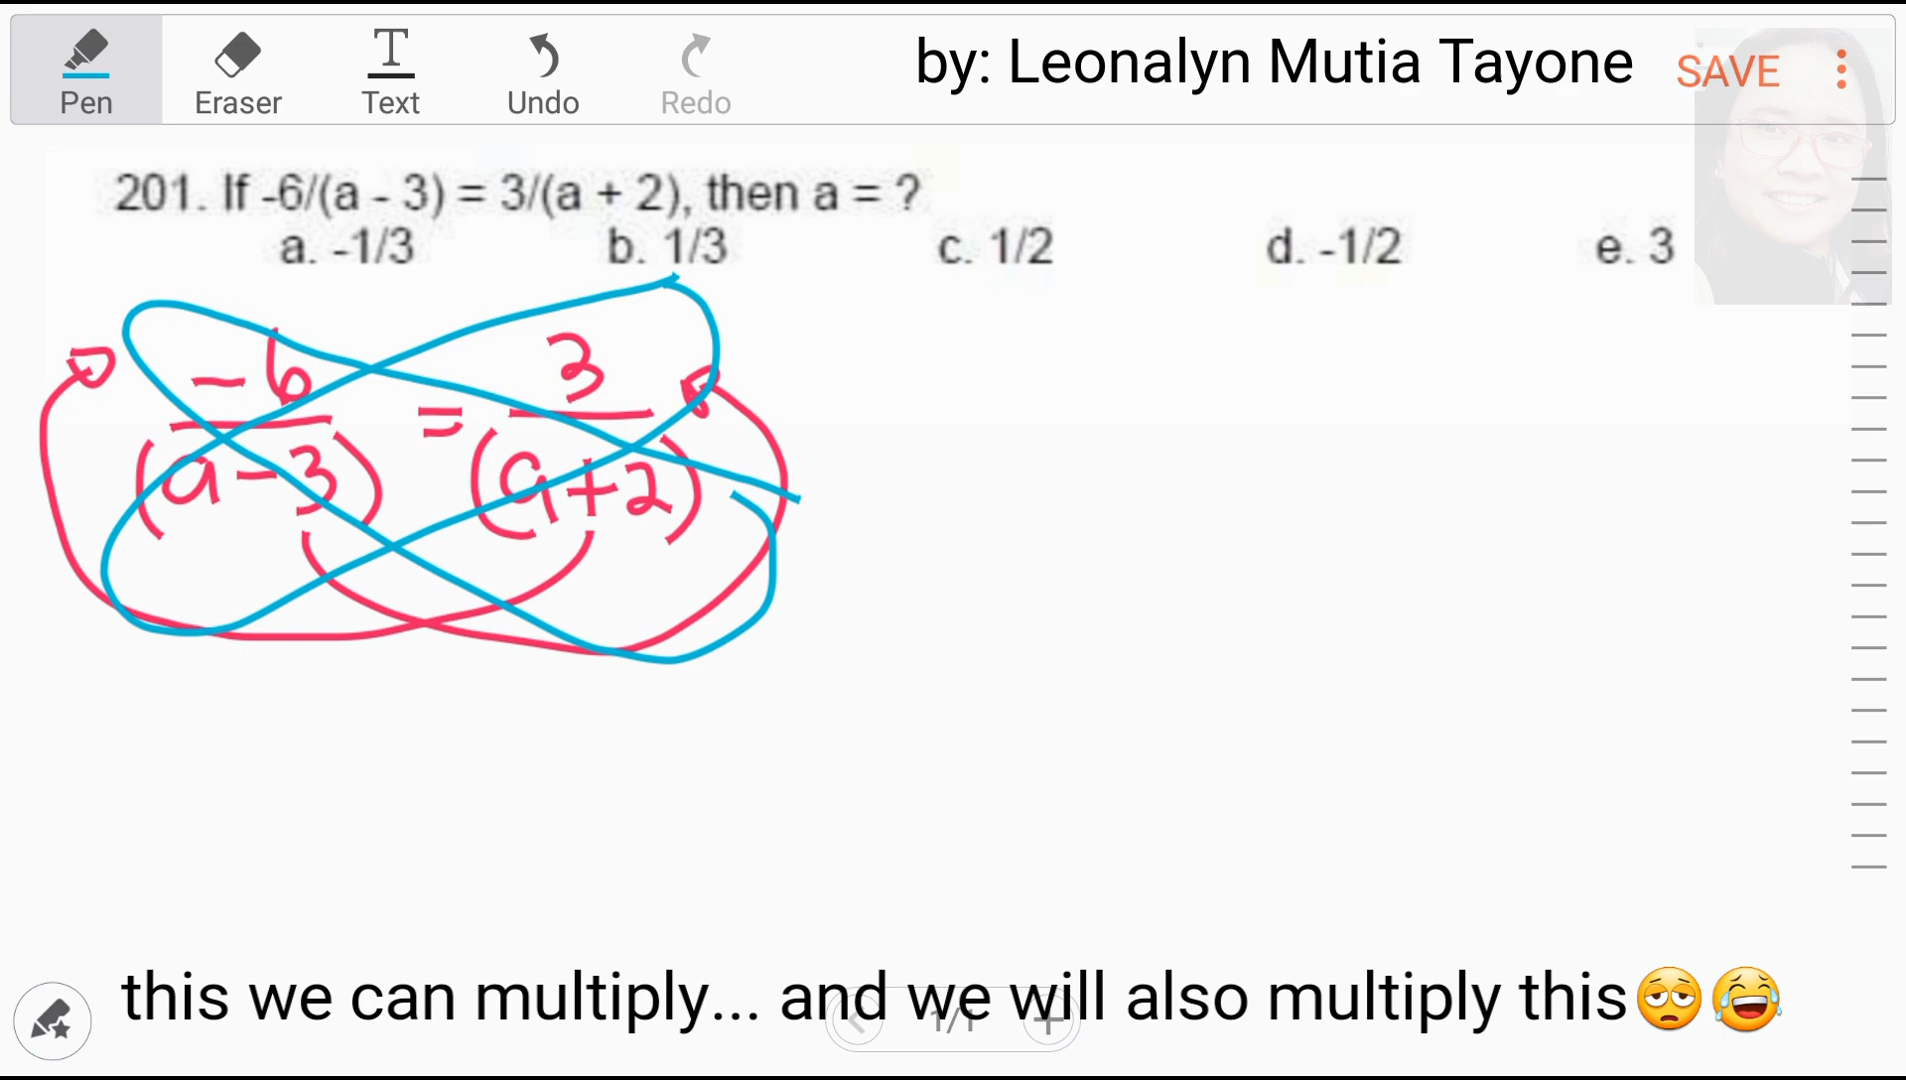 by: Leonalyn Mutia Tayone
SAVE
Pen Eraser Text Undo Redo
201. If -6/(a - 3) = 3/(a + 2), then a = ?
a. -1/3 b. 1/3 c. 1/2 d. -1/2 e. 3
-6 3
=
(a-3) (a+2)
this we can multiply... and we will also multiply this😩😂
1/1